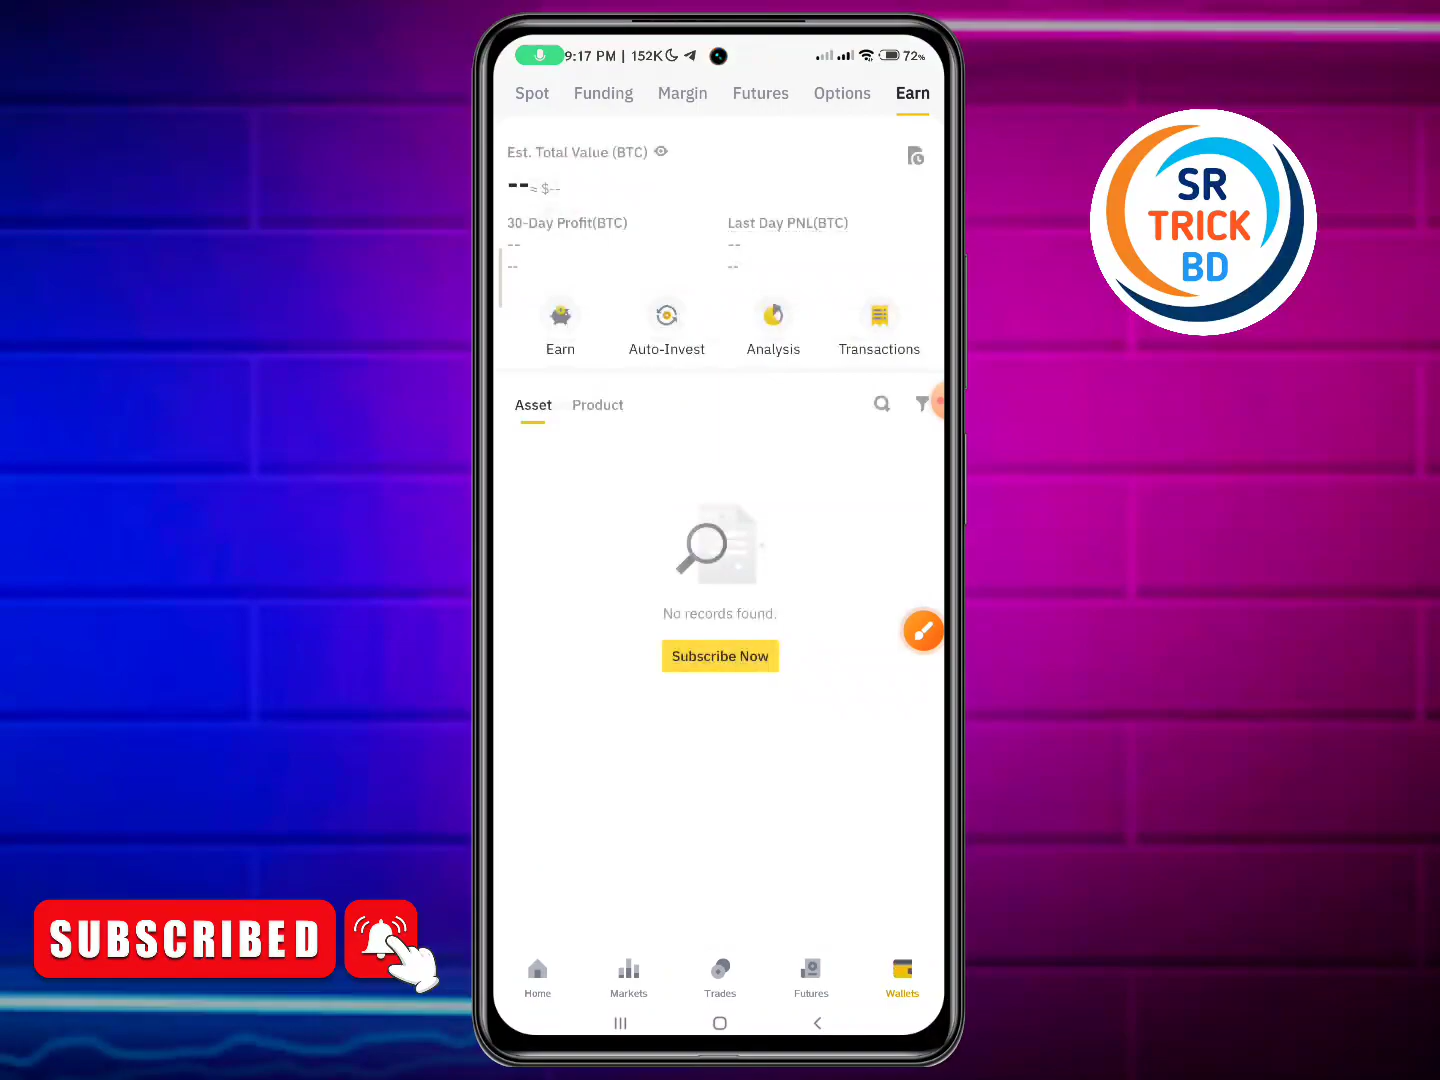 9:17 PM | 152K
72%
Spot Funding Margin Futures Options Earn
Est. Total Value (BTC)
-- ≈ $--
30-Day Profit(BTC) Last Day PNL(BTC)
-- --
-- --
Earn Auto-Invest Analysis Transactions
Asset Product
No records found.
Subscribe Now
Home Markets Trades Futures Wallets
SR
TRICK
BD
SUBSCRIBED